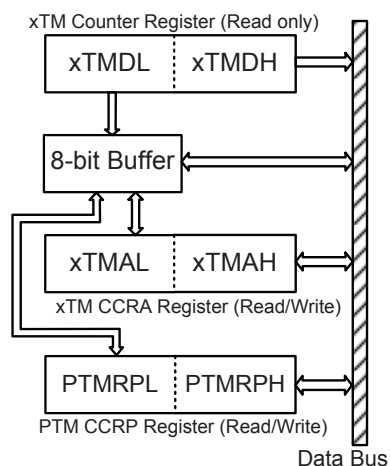 xTM Counter Register (Read only)
xTMDL xTMDH
8-bit Buffer
xTMAL xTMAH
xTM CCRA Register (Read/Write)
PTMRPL PTMRPH
PTM CCRP Register (Read/Write)
Data Bus